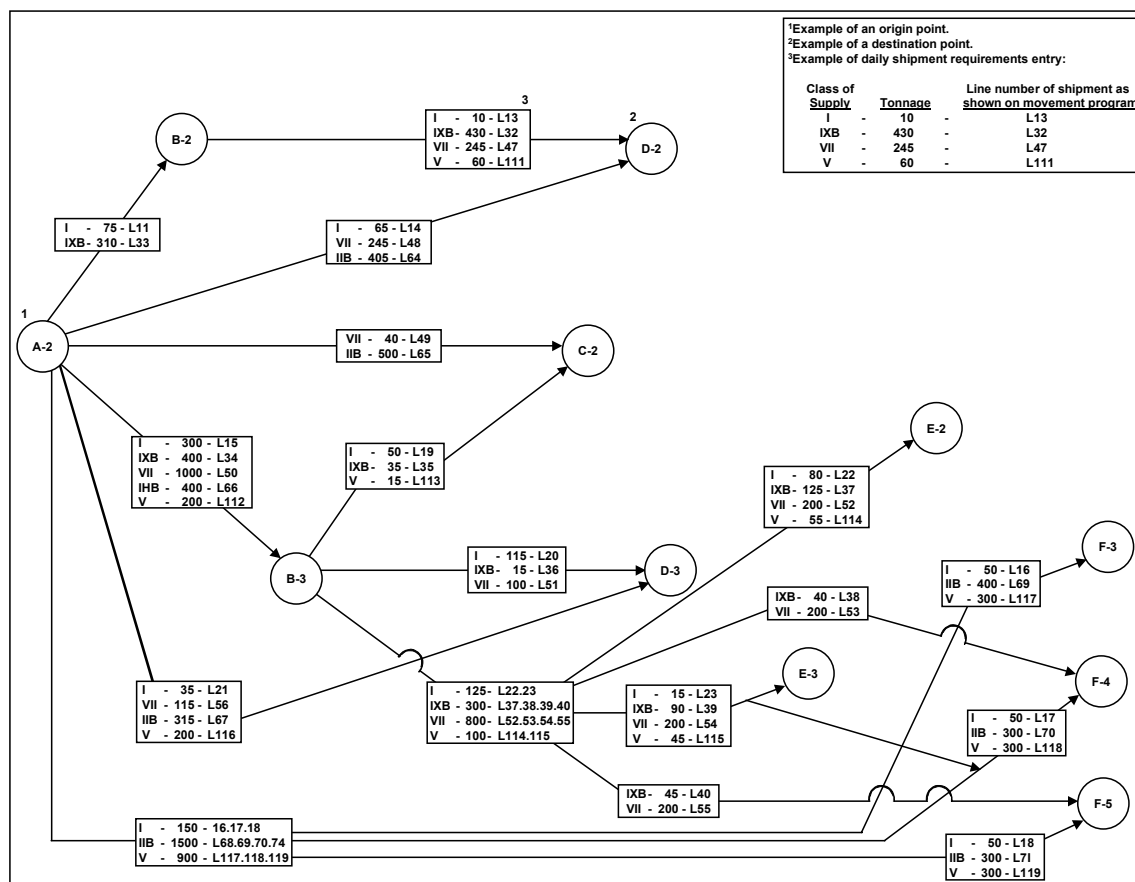 ¹Example of an origin point.
²Example of a destination point.
³Example of daily shipment requirements entry:
Class of Supply Tonnage Line number of shipment as shown on movement program
I - 10 - L13
IXB - 430 - L32
VII - 245 - L47
V - 60 - L111
3
I - 10 - L13
IXB- 430 - L32
VII - 245 - L47
V - 60 - L111
2
B-2
D-2
I - 75 - L11
IXB- 310 - L33
I - 65 - L14
VII - 245 - L48
IIB - 405 - L64
1
A-2
VII - 40 - L49
IIB - 500 - L65
C-2
I - 300 - L15
IXB - 400 - L34
VII - 1000 - L50
IHB - 400 - L66
V - 200 - L112
I - 50 - L19
IXB- 35 - L35
V - 15 - L113
E-2
I - 80 - L22
IXB- 125 - L37
VII - 200 - L52
V - 55 - L114
B-3
I - 115 - L20
IXB - 15 - L36
VII - 100 - L51
D-3
I - 50 - L16
IIB - 400 - L69
V - 300 - L117
F-3
IXB - 40 - L38
VII - 200 - L53
I - 35 - L21
VII - 115 - L56
IIB - 315 - L67
V - 200 - L116
I - 125 - L22.23
IXB - 300 - L37.38.39.40
VII - 800 - L52.53.54.55
V - 100- L114.115
I - 15 - L23
IXB - 90 - L39
VII - 200 - L54
V - 45 - L115
E-3
F-4
I - 50 - L17
IIB - 300 - L70
V - 300 - L118
IXB- 45 - L40
VII - 200 - L55
F-5
I - 150 - 16.17.18
IIB - 1500 - L68.69.70.74
V - 900 - L117.118.119
I - 50 - L18
IIB - 300 - L7I
V - 300 - L119